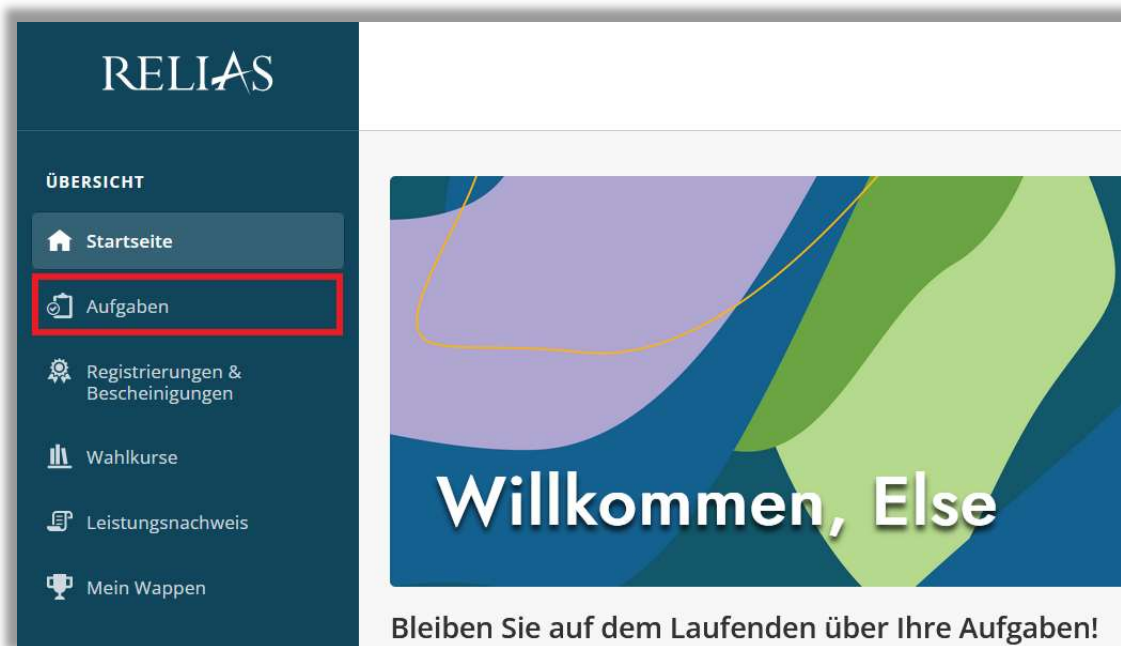 RELIAS
ÜBERSICHT
Startseite
Aufgaben
Registrierungen &
Bescheinigungen
Wahlkurse
Leistungsnachweis
Mein Wappen
Willkommen, Else
Bleiben Sie auf dem Laufenden über Ihre Aufgaben!